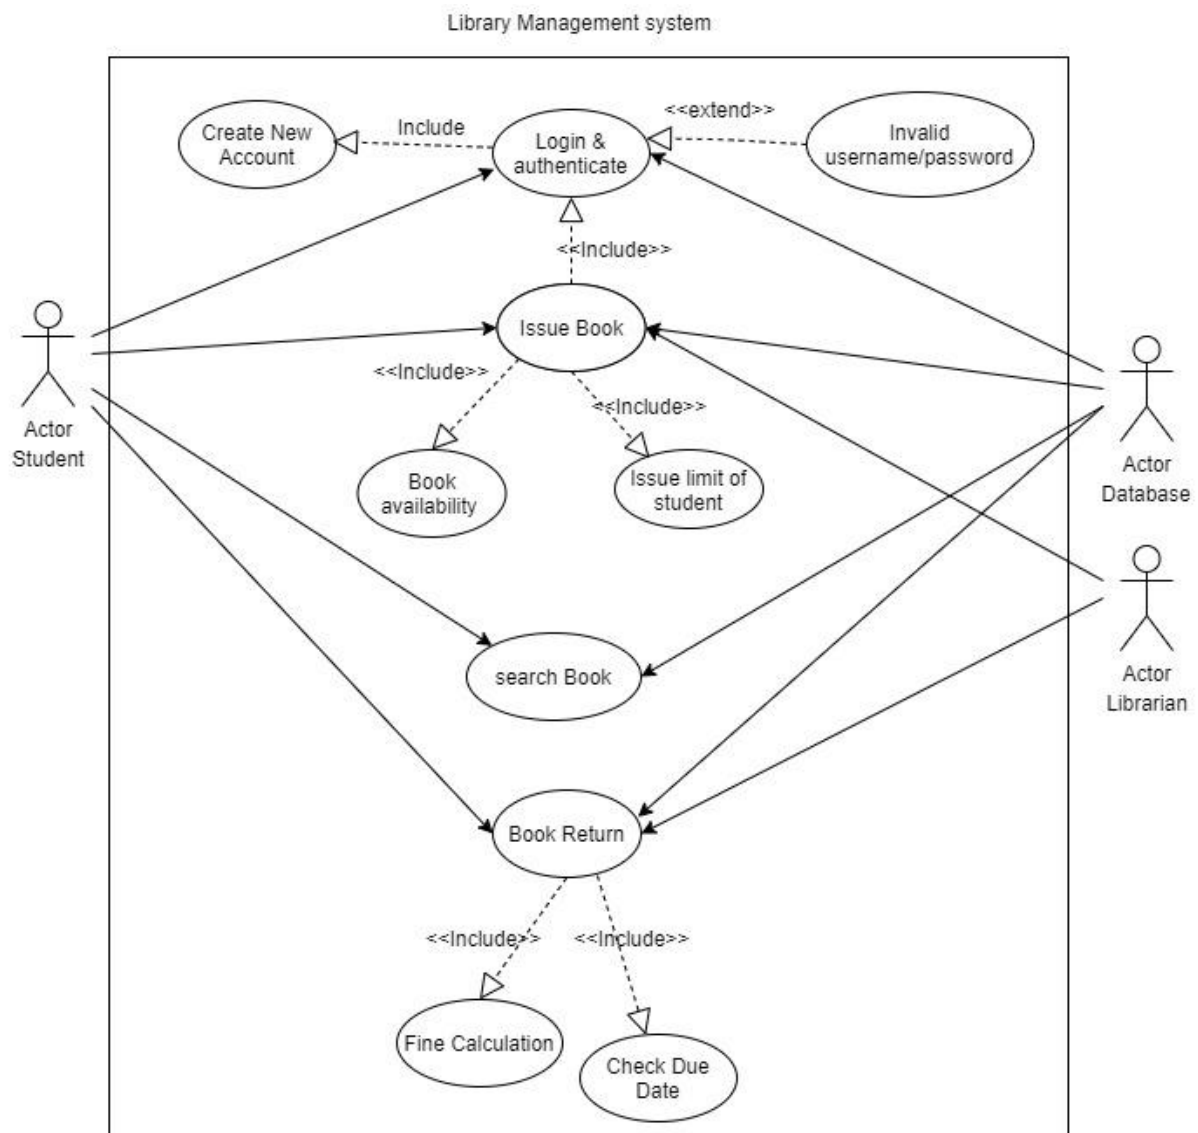 Library Management system
Create New
Account
Include
Login &
authenticate
<<extend>>
Invalid
username/password
<<Include>>
Issue Book
<<Include>>
<<Include>>
Book
availability
Issue limit of
student
Actor
Student
Actor
Database
search Book
Actor
Librarian
Book Return
<<Include>>
<<Include>>
Fine Calculation
Check Due
Date